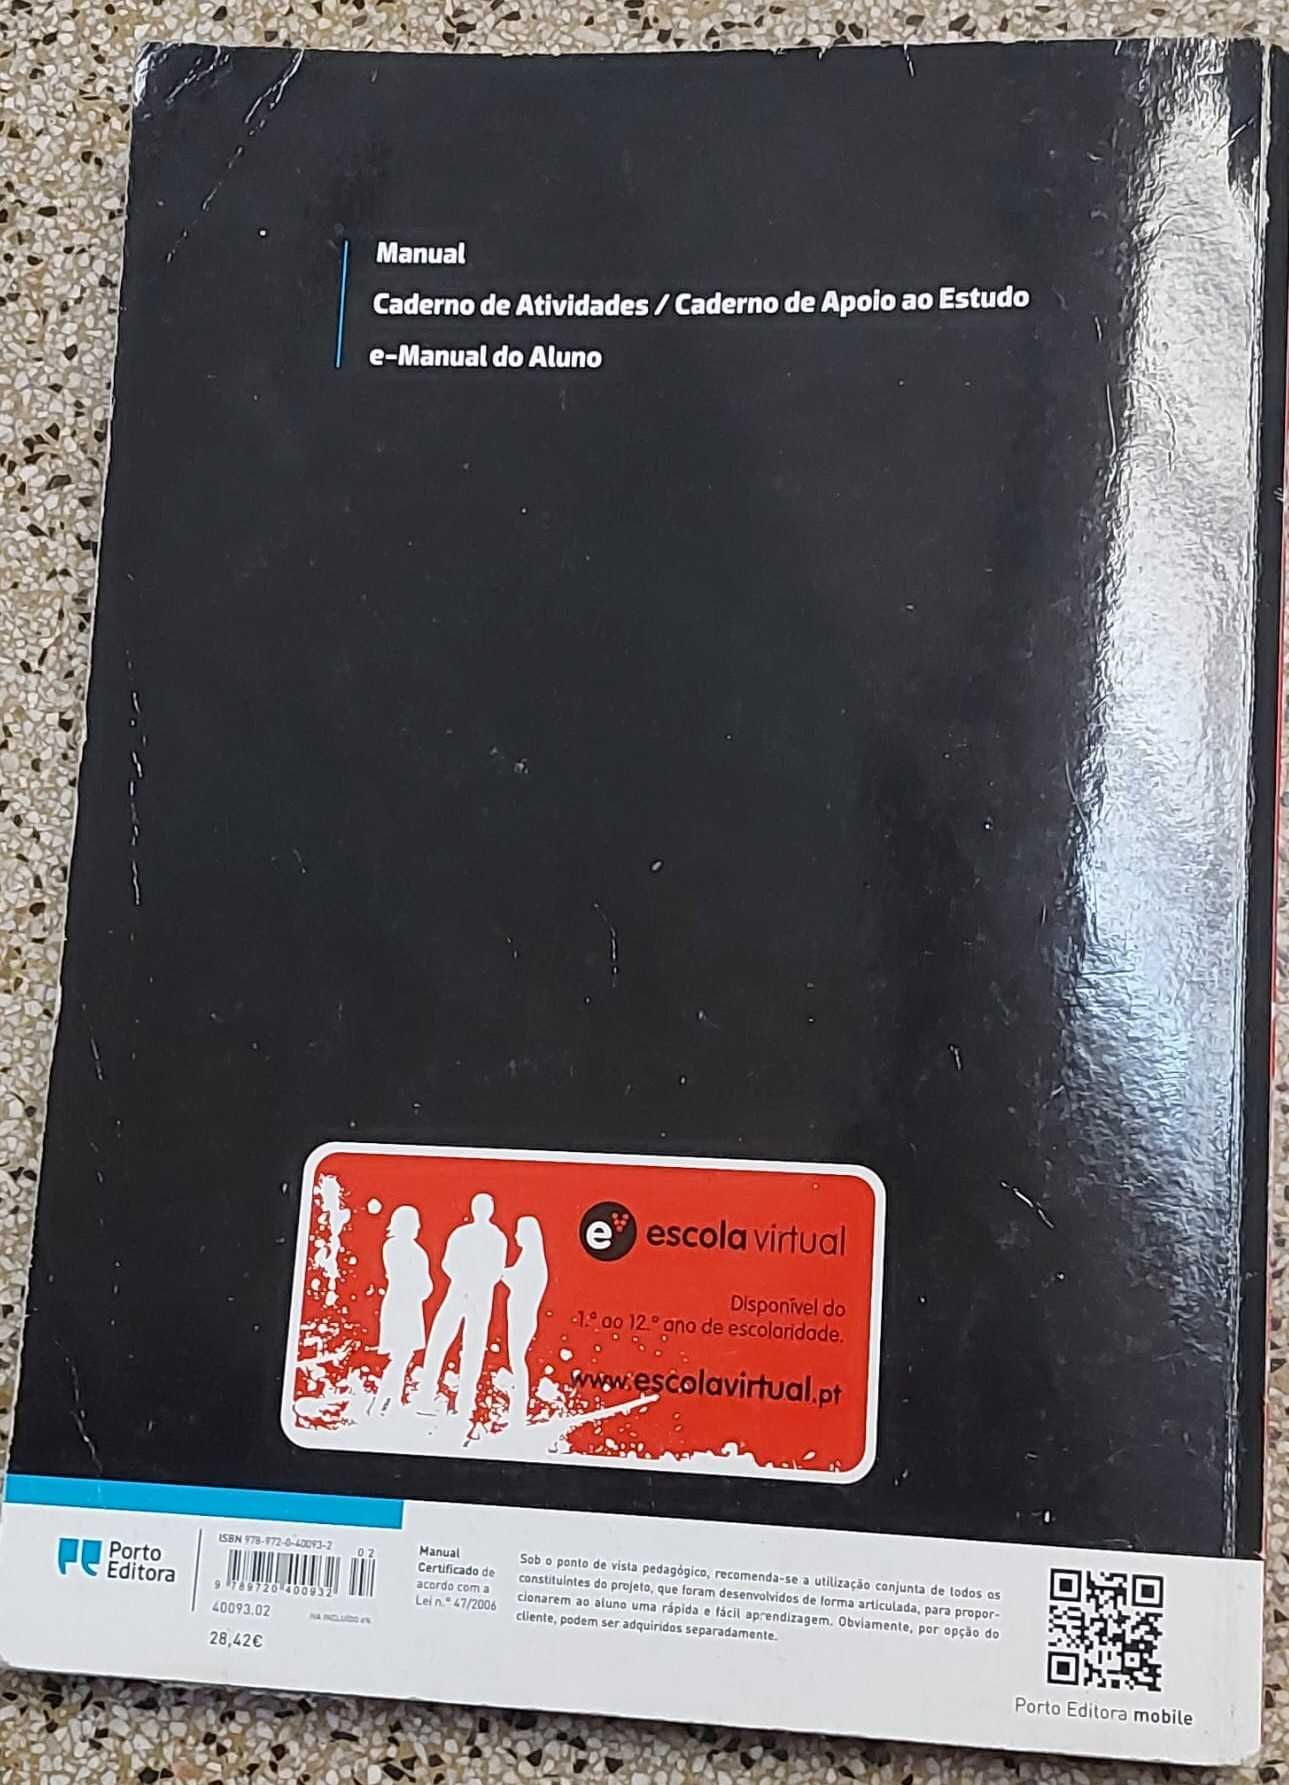 Manual
Caderno de Atividades / Caderno de Apoio ao Estudo
e-Manual do Aluno
e escola virtual
Disponível do
1.º ao 12.º ano de escolaridade.
www.escolavirtual.pt
Porto
Editora
ISBN 978-972-0-40093-2
02
9 789720 400932
40093.02
IVA INCLUÍDO 6%
28,42€
Manual
Certificado de
acordo com a
Lei n.º 47/2006
Sob o ponto de vista pedagógico, recomenda-se a utilização conjunta de todos os
constituintes do projeto, que foram desenvolvidos de forma articulada, para propor-
cionarem ao aluno uma rápida e fácil aprendizagem. Obviamente, por opção do
cliente, podem ser adquiridos separadamente.
Porto Editora mobile